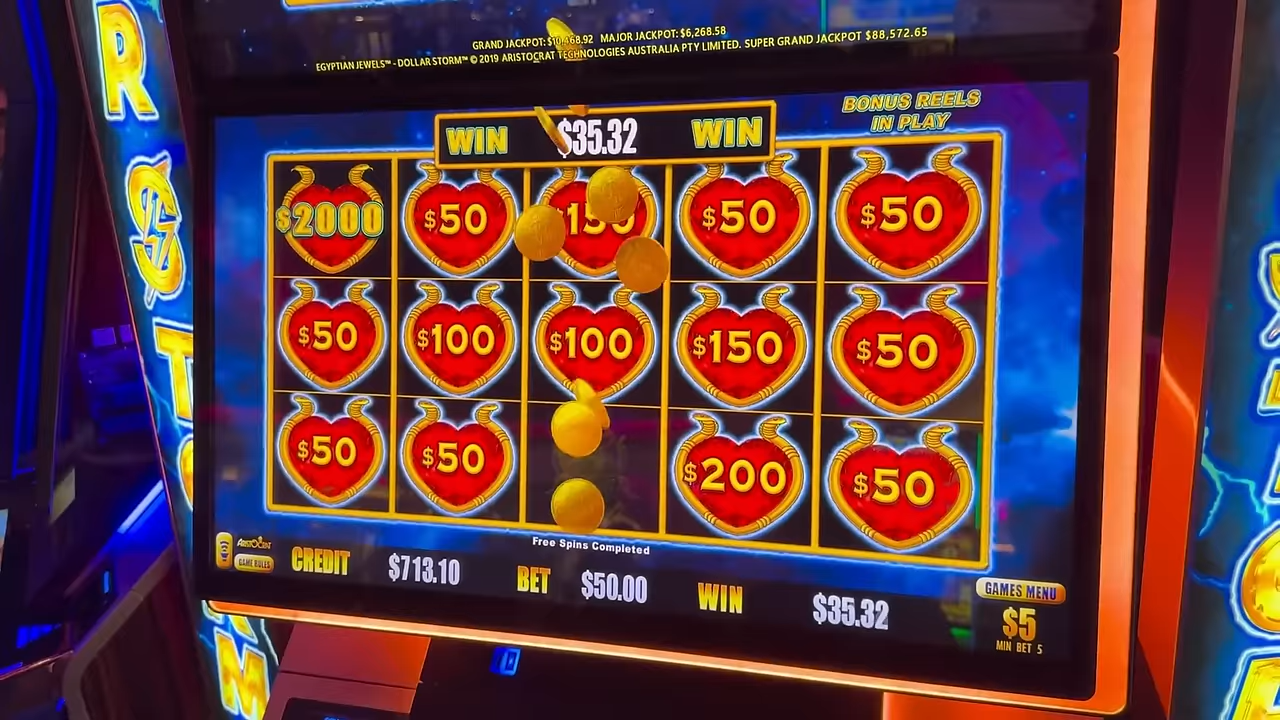 GRAND JACKPOT: $10,468.92 MAJOR JACKPOT: $6,268.58
EGYPTIAN JEWELS™ - DOLLAR STORM™ © 2019 ARISTOCRAT TECHNOLOGIES AUSTRALIA PTY LIMITED. SUPER GRAND JACKPOT $88,572.65
BONUS REELS
IN PLAY
WIN $35.32 WIN
$2000 $50 150 $50 $50
$50 $100 $100 $150 $50
$50 $50 $200 $50
Free Spins Completed
ARISTOCRAT
GAME RULES
CREDIT $713.10 BET $50.00 WIN $35.32
GAMES MENU
$5
MIN BET 5
R
S
T
M